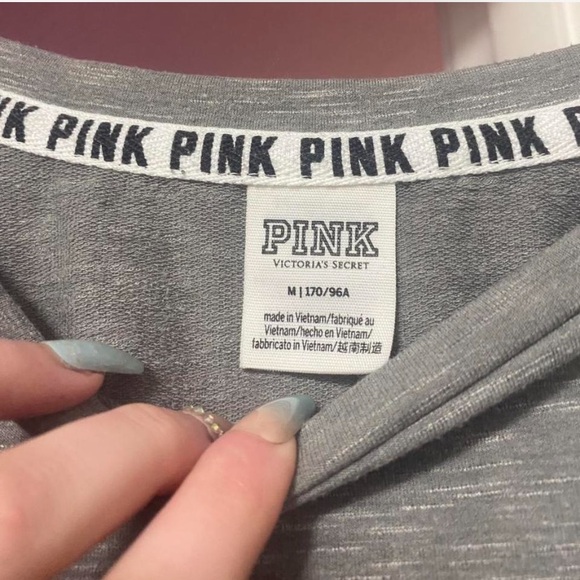 PINK PINK PINK PINK PINK
PINK
VICTORIA'S SECRET
M | 170/96A
made in Vietnam/fabriqué au
Vietnam/hecho en Vietnam/
fabbricato in Vietnam/越南制造